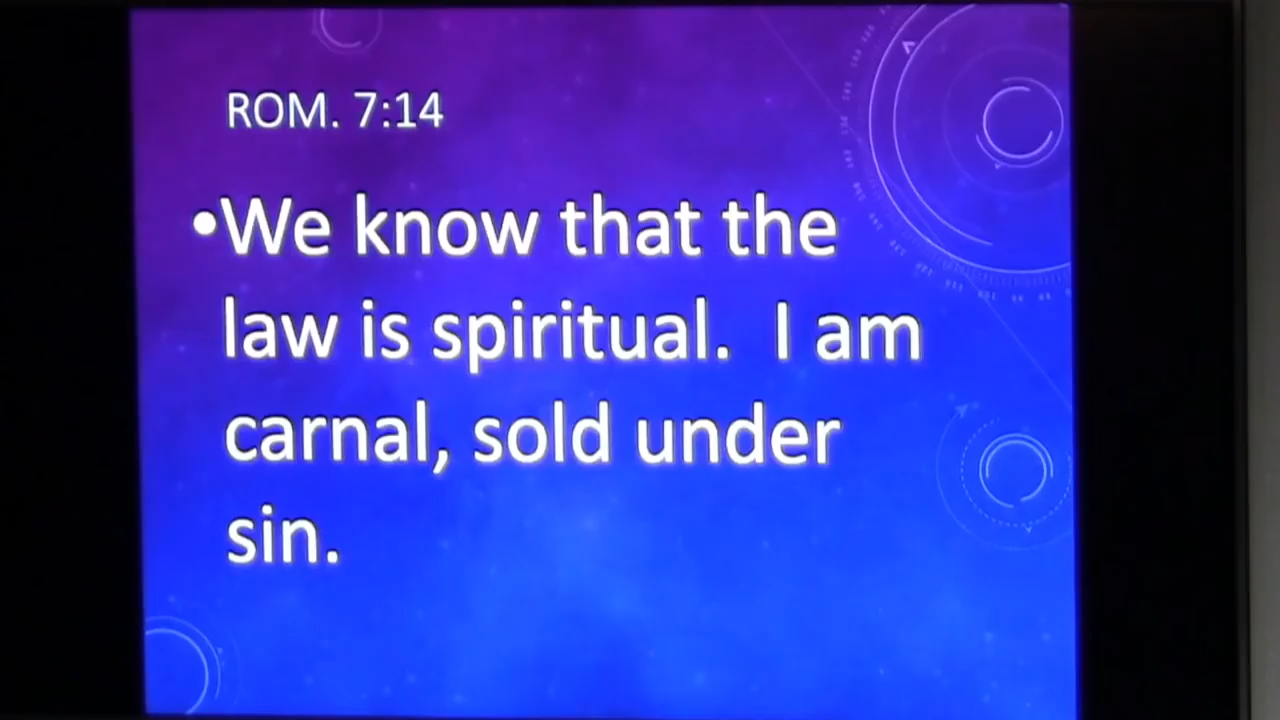 ROM. 7:14
•We know that the
law is spiritual.  I am
carnal, sold under
sin.